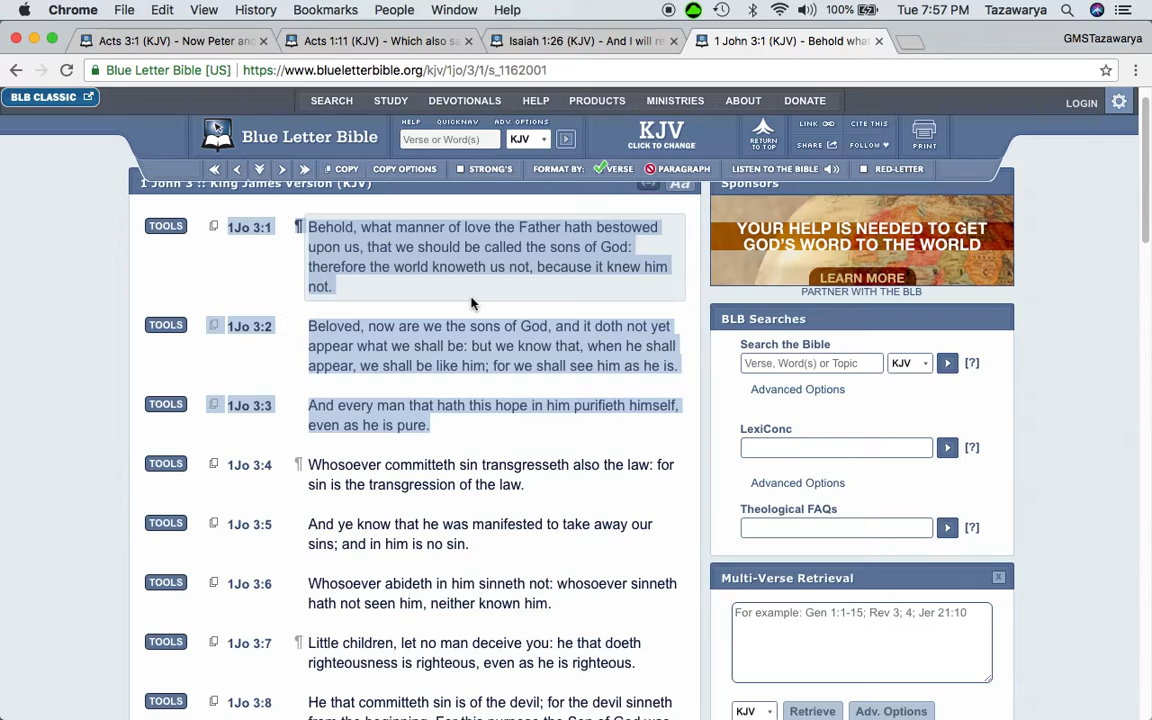 Chrome File Edit View History Bookmarks People Window Help 100% Tue 7:57 PM Tazawarya
Acts 3:1 (KJV) - Now Peter and
Acts 1:11 (KJV) - Which also s
Isaiah 1:26 (KJV) - And I will re
1 John 3:1 (KJV) - Behold wha
GMSTazawarya
Blue Letter Bible [US] https://www.blueletterbible.org/kjv/1jo/3/1/s_1162001
BLB CLASSIC
SEARCH STUDY DEVOTIONALS HELP PRODUCTS MINISTRIES ABOUT DONATE
LOGIN
Blue Letter Bible
HELP QUICKNAV ADV. OPTIONS
Verse or Word(s) KJV
KJV
CLICK TO CHANGE
RETURN
TO TOP
LINK CITE THIS
SHARE FOLLOW
PRINT
COPY COPY OPTIONS STRONG'S FORMAT BY: VERSE PARAGRAPH LISTEN TO THE BIBLE RED-LETTER
1 John 3 :: King James Version (KJV)
Aa
TOOLS 1Jo 3:1 ¶ Behold, what manner of love the Father hath bestowed
upon us, that we should be called the sons of God:
therefore the world knoweth us not, because it knew him
not.
TOOLS 1Jo 3:2 Beloved, now are we the sons of God, and it doth not yet
appear what we shall be: but we know that, when he shall
appear, we shall be like him; for we shall see him as he is.
TOOLS 1Jo 3:3 And every man that hath this hope in him purifieth himself,
even as he is pure.
TOOLS 1Jo 3:4 ¶ Whosoever committeth sin transgresseth also the law: for
sin is the transgression of the law.
TOOLS 1Jo 3:5 And ye know that he was manifested to take away our
sins; and in him is no sin.
TOOLS 1Jo 3:6 Whosoever abideth in him sinneth not: whosoever sinneth
hath not seen him, neither known him.
TOOLS 1Jo 3:7 ¶ Little children, let no man deceive you: he that doeth
righteousness is righteous, even as he is righteous.
TOOLS 1Jo 3:8 He that committeth sin is of the devil; for the devil sinneth
from the beginning. For this purpose the Son of God was
Sponsors
YOUR HELP IS NEEDED TO GET
GOD'S WORD TO THE WORLD
LEARN MORE
PARTNER WITH THE BLB
BLB Searches
Search the Bible
Verse, Word(s) or Topic KJV [?]
Advanced Options
LexiConc
[?]
Advanced Options
Theological FAQs
[?]
Multi-Verse Retrieval x
For example: Gen 1:1-15; Rev 3; 4; Jer 21:10
KJV Retrieve Adv. Options